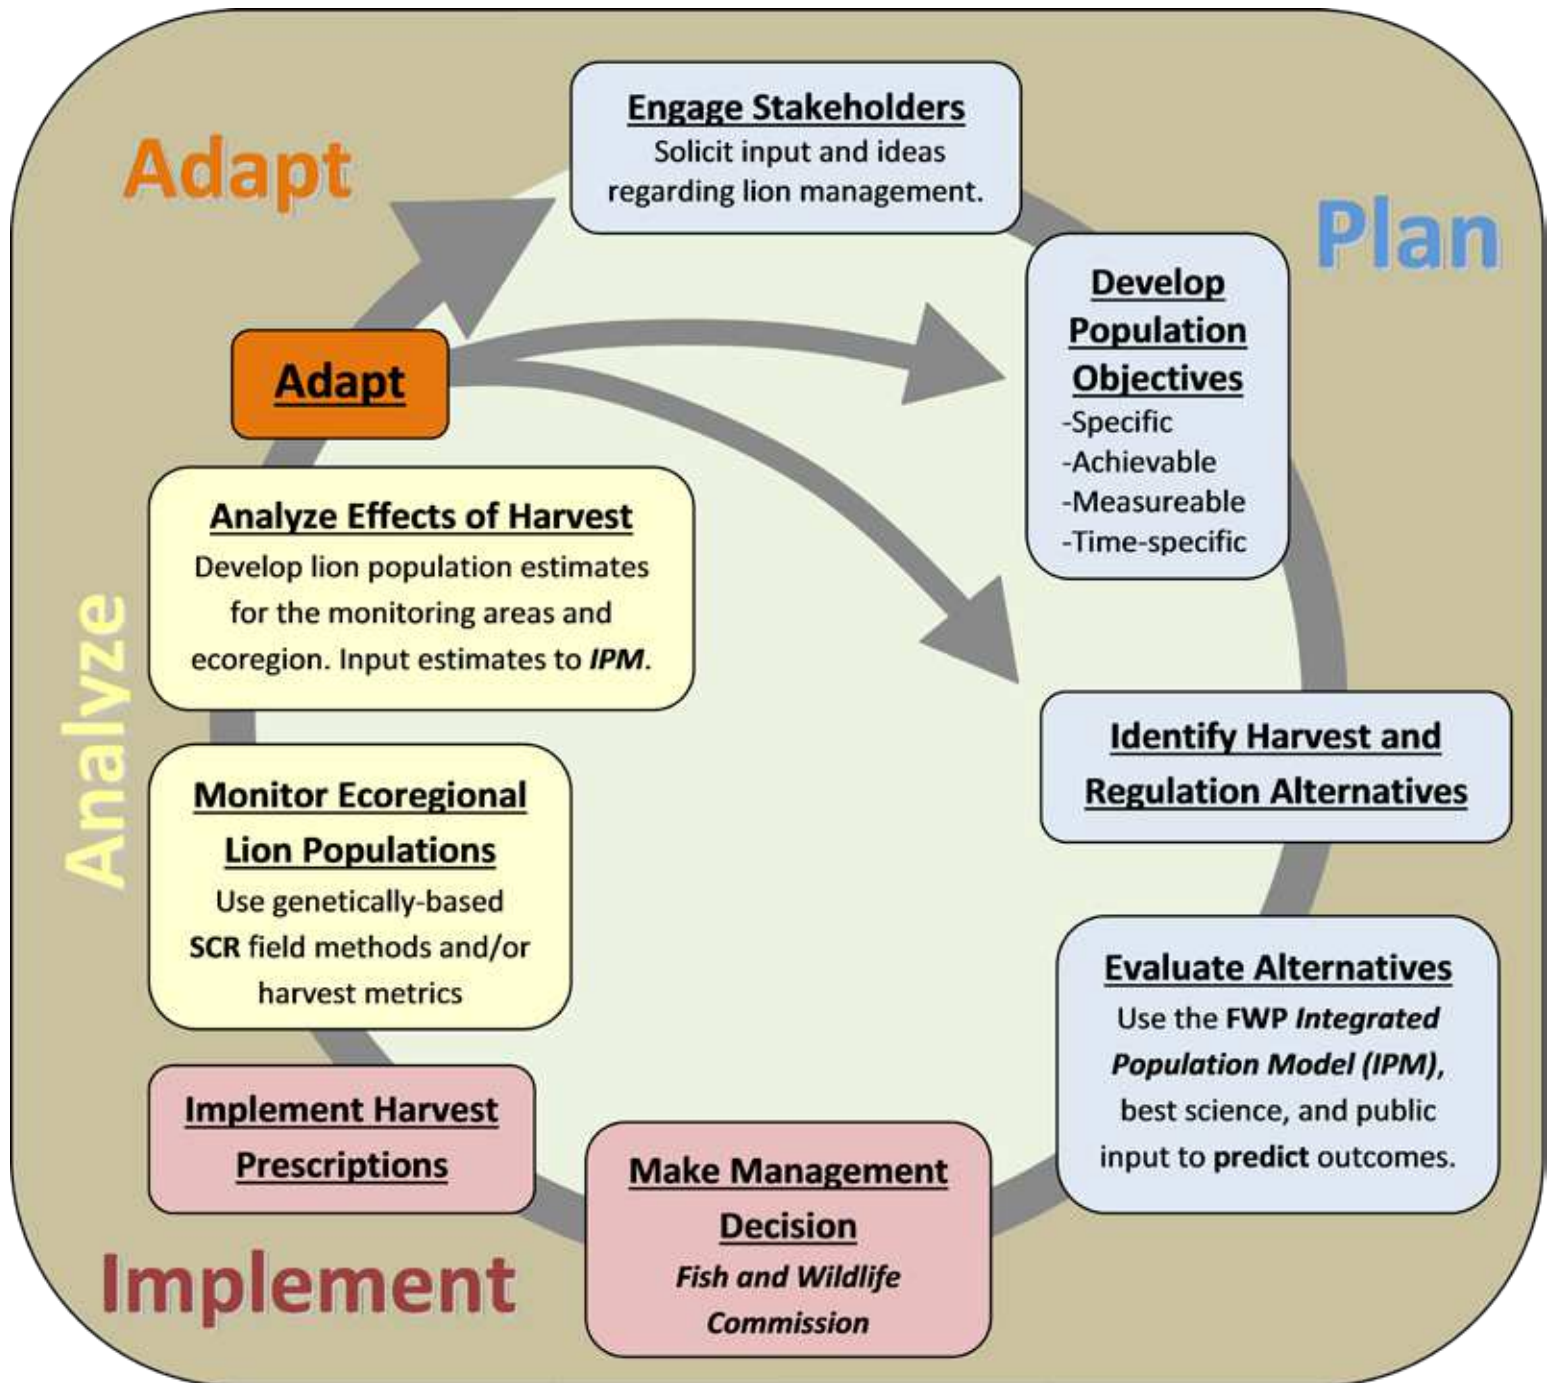 Adapt
Engage Stakeholders
Solicit input and ideas
regarding lion management.
Plan
Develop
Population
Objectives
-Specific
-Achievable
-Measureable
-Time-specific
Adapt
Analyze Effects of Harvest
Develop lion population estimates
for the monitoring areas and
ecoregion. Input estimates to IPM.
Analyze
Identify Harvest and
Regulation Alternatives
Monitor Ecoregional
Lion Populations
Use genetically-based
SCR field methods and/or
harvest metrics
Evaluate Alternatives
Use the FWP Integrated
Population Model (IPM),
best science, and public
input to predict outcomes.
Implement Harvest
Prescriptions
Make Management
Decision
Fish and Wildlife
Commission
Implement